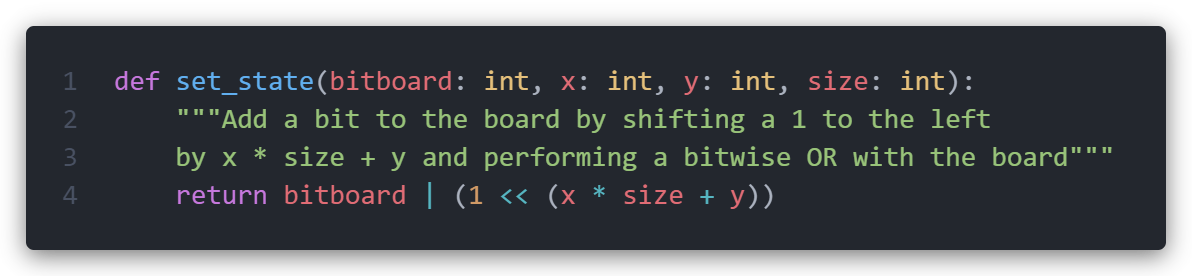 1 def set_state(bitboard: int, x: int, y: int, size: int):
2     """Add a bit to the board by shifting a 1 to the left
3     by x * size + y and performing a bitwise OR with the board"""
4     return bitboard | (1 << (x * size + y))